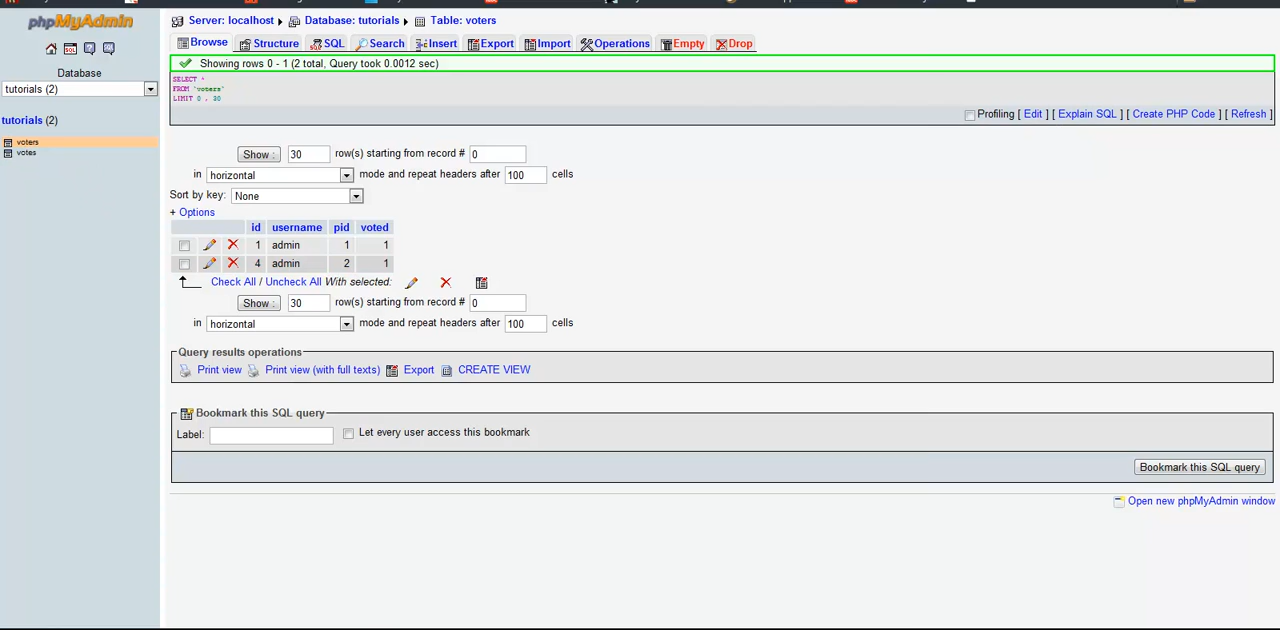 phpMyAdmin
Database
tutorials (2)
tutorials (2)
voters
votes
Server: localhost Database: tutorials Table: voters
Browse Structure SQL Search Insert Export Import Operations Empty Drop
Showing rows 0 - 1 (2 total, Query took 0.0012 sec)
SELECT *
FROM `voters`
LIMIT 0 , 30
Profiling [ Edit ] [ Explain SQL ] [ Create PHP Code ] [ Refresh ]
Show : 30 row(s) starting from record # 0
in horizontal mode and repeat headers after 100 cells
Sort by key: None
+ Options
id username pid voted
1 admin 1 1
4 admin 2 1
Check All / Uncheck All With selected:
Show : 30 row(s) starting from record # 0
in horizontal mode and repeat headers after 100 cells
Query results operations
Print view Print view (with full texts) Export CREATE VIEW
Bookmark this SQL query
Label: Let every user access this bookmark
Bookmark this SQL query
Open new phpMyAdmin window